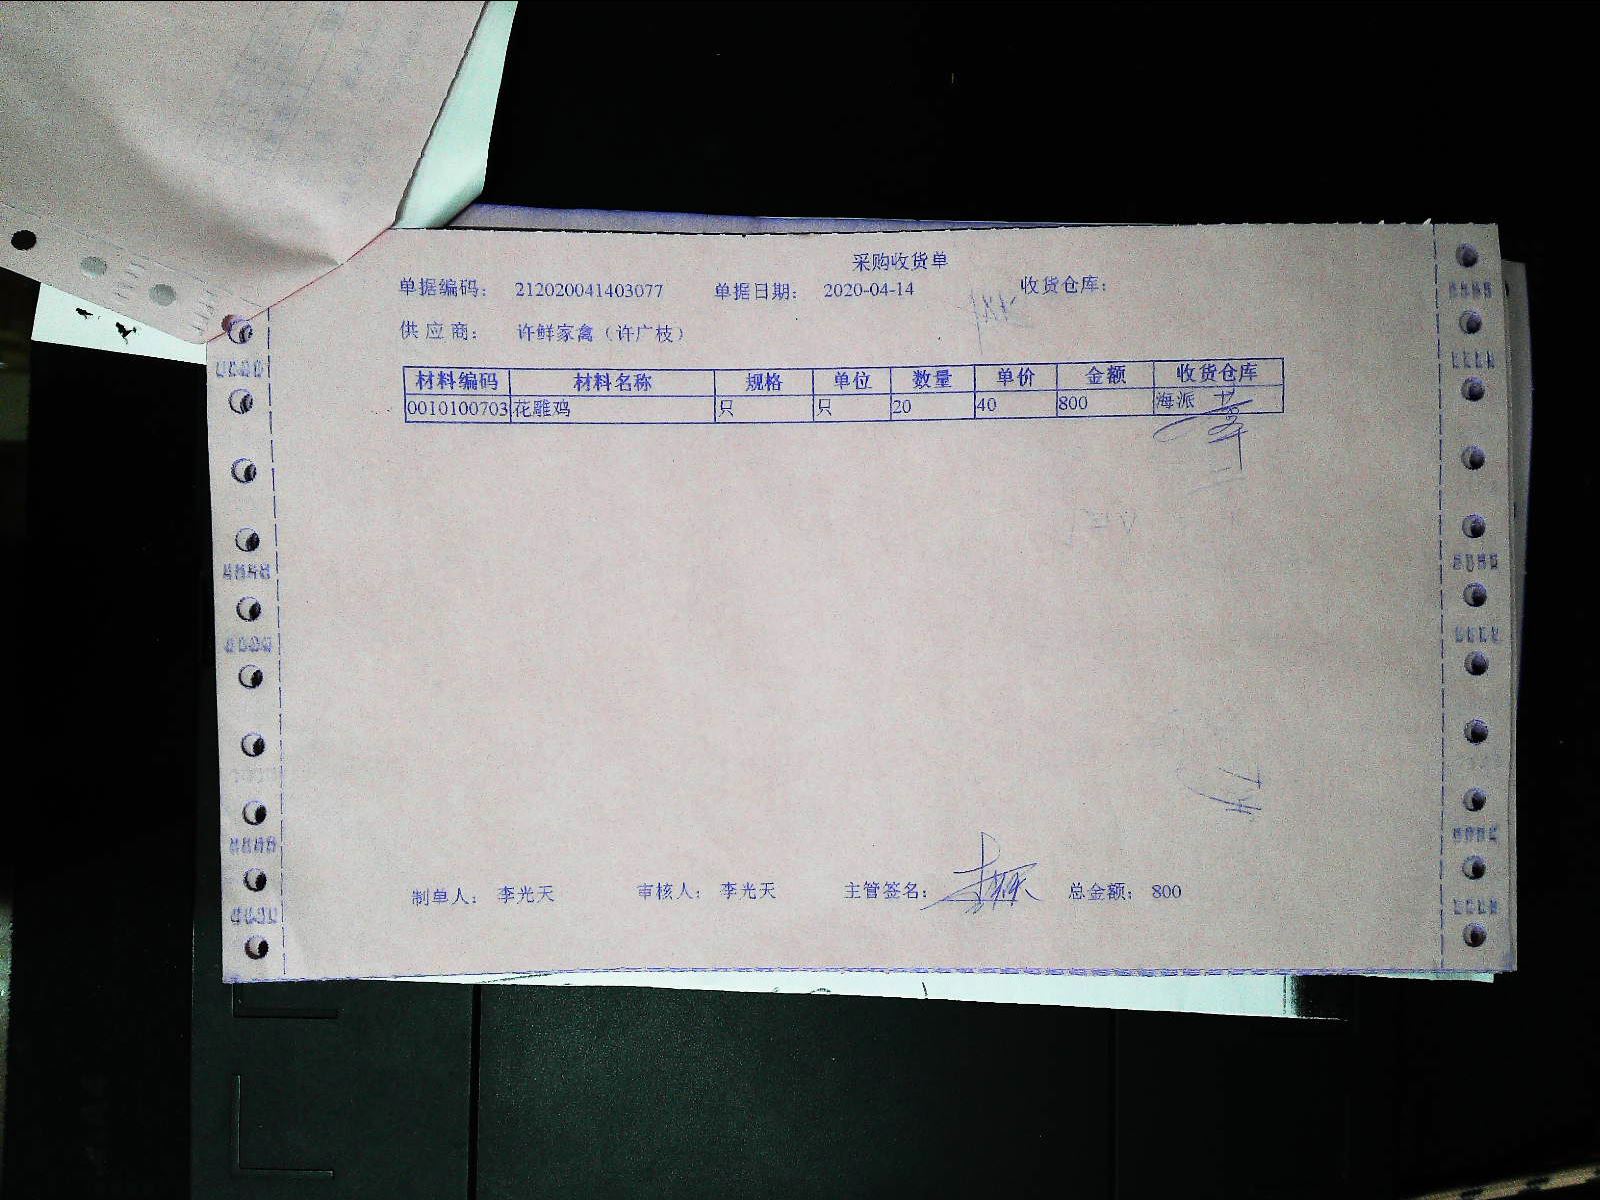 采购收货单
单据编码: 212020041403077 单据日期: 2020-04-14 收货仓库:
供应商: 许鲜家禽（许广枝）
材料编码 材料名称 规格 单位 数量 单价 金额 收货仓库
0010100703 花雕鸡 只 只 20 40 800 海派
制单人: 李光天 审核人: 李光天 主管签名: 总金额: 800